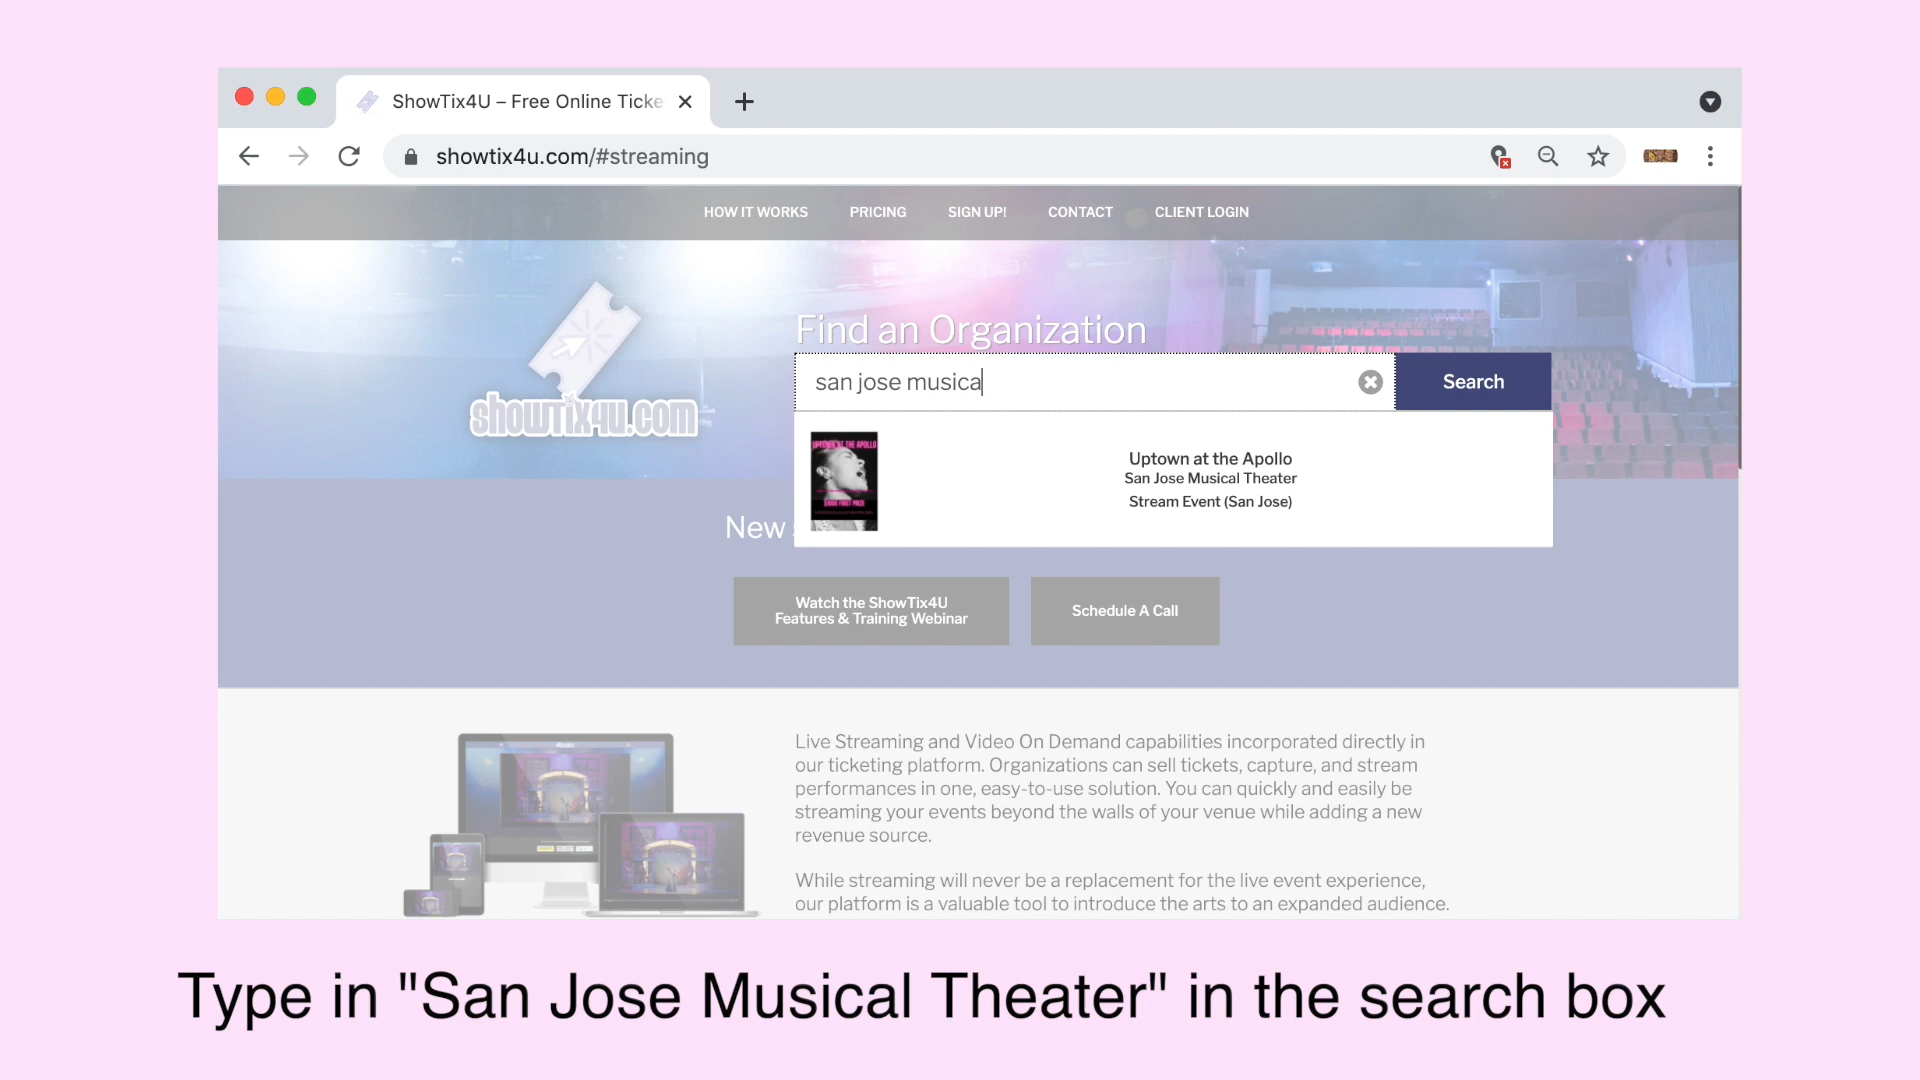 ShowTix4U – Free Online Ticke
showtix4u.com/#streaming
HOW IT WORKS PRICING SIGN UP! CONTACT CLIENT LOGIN
showtix4u.com
Find an Organization
san jose musica
Search
UPTOWN AT THE APOLLO
Uptown at the Apollo
San Jose Musical Theater
Stream Event (San Jose)
New
Watch the ShowTix4U
Features & Training Webinar
Schedule A Call
Live Streaming and Video On Demand capabilities incorporated directly in
our ticketing platform. Organizations can sell tickets, capture, and stream
performances in one, easy-to-use solution. You can quickly and easily be
streaming your events beyond the walls of your venue while adding a new
revenue source.
While streaming will never be a replacement for the live event experience,
our platform is a valuable tool to introduce the arts to an expanded audience.
Type in "San Jose Musical Theater" in the search box